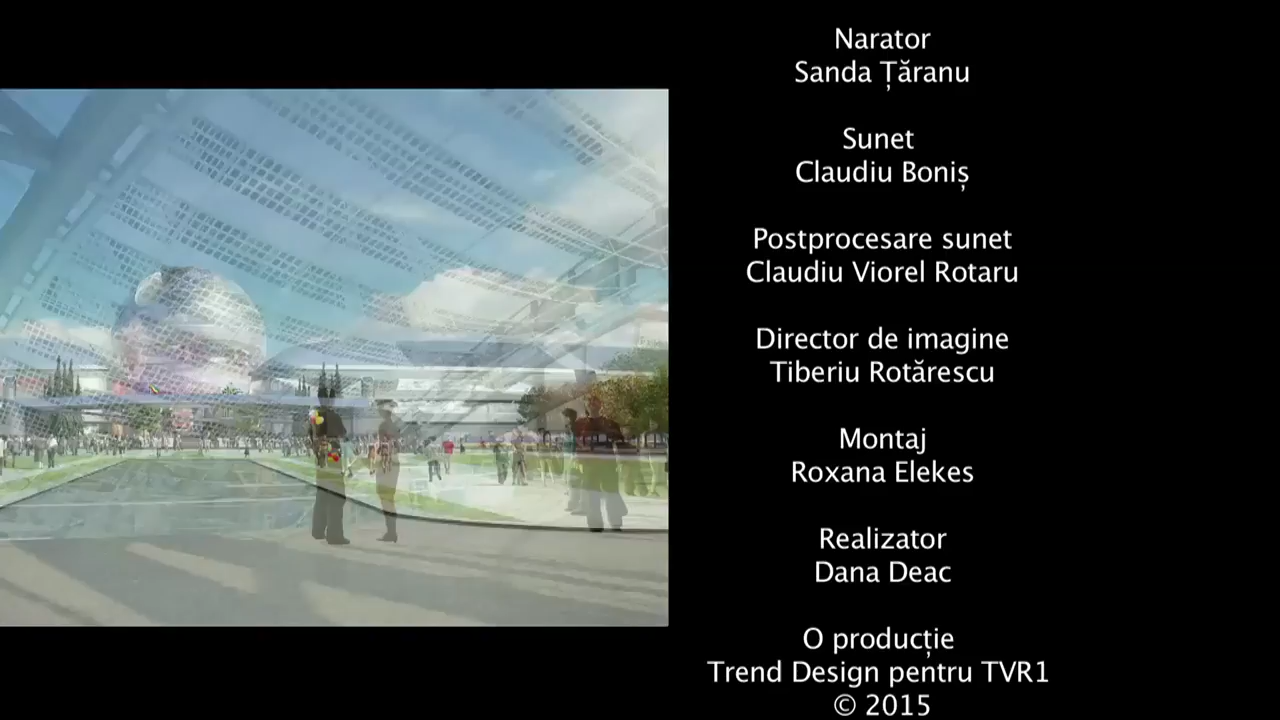 Narator
Sanda Țăranu
Sunet
Claudiu Boniș
Postprocesare sunet
Claudiu Viorel Rotaru
Director de imagine
Tiberiu Rotărescu
Montaj
Roxana Elekes
Realizator
Dana Deac
O producție
Trend Design pentru TVR1
© 2015